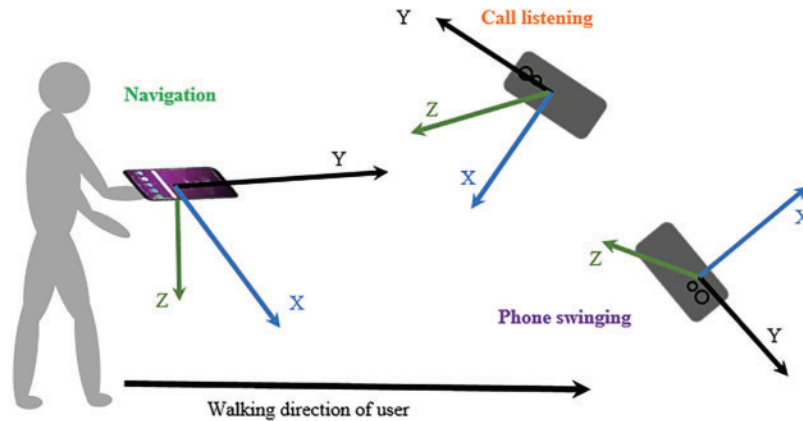 Call listening
Y
Navigation
Z
Y
X
X
Z
Z
X
Phone swinging
Y
Walking direction of user